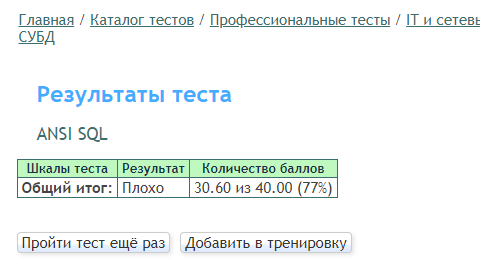 Главная / Каталог тестов / Профессиональные тесты / IT и сетевь
СУБД
Результаты теста
ANSI SQL
Шкалы теста Результат Количество баллов
Общий итог: Плохо 30.60 из 40.00 (77%)
Пройти тест ещё раз Добавить в тренировку